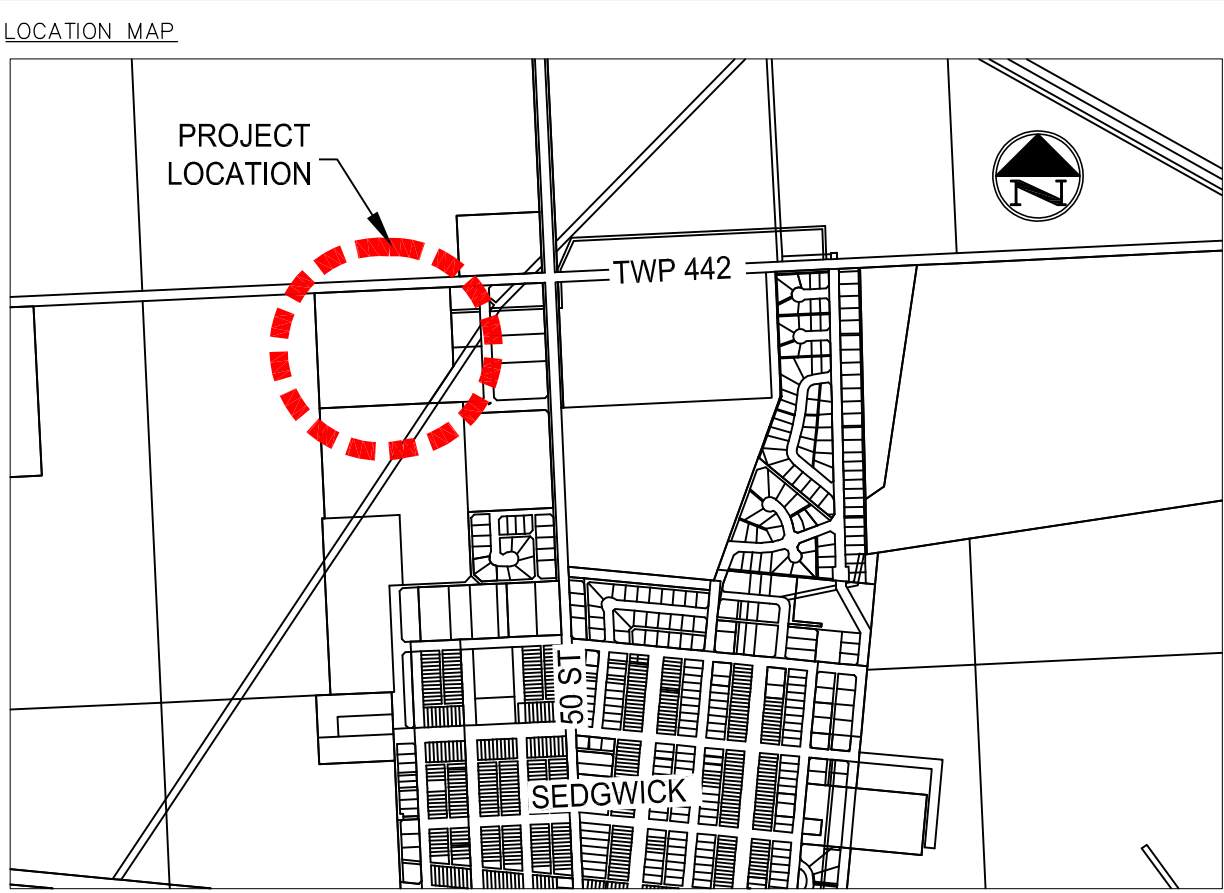 LOCATION MAP
PROJECT
LOCATION
N
TWP 442
50 ST
SEDGWICK